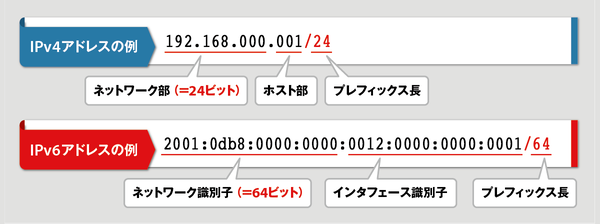 IPv4アドレスの例
192.168.000.001/24
ネットワーク部（=24ビット）
ホスト部
プレフィックス長
IPv6アドレスの例
2001:0db8:0000:0000:0012:0000:0000:0001/64
ネットワーク識別子（=64ビット）
インタフェース識別子
プレフィックス長